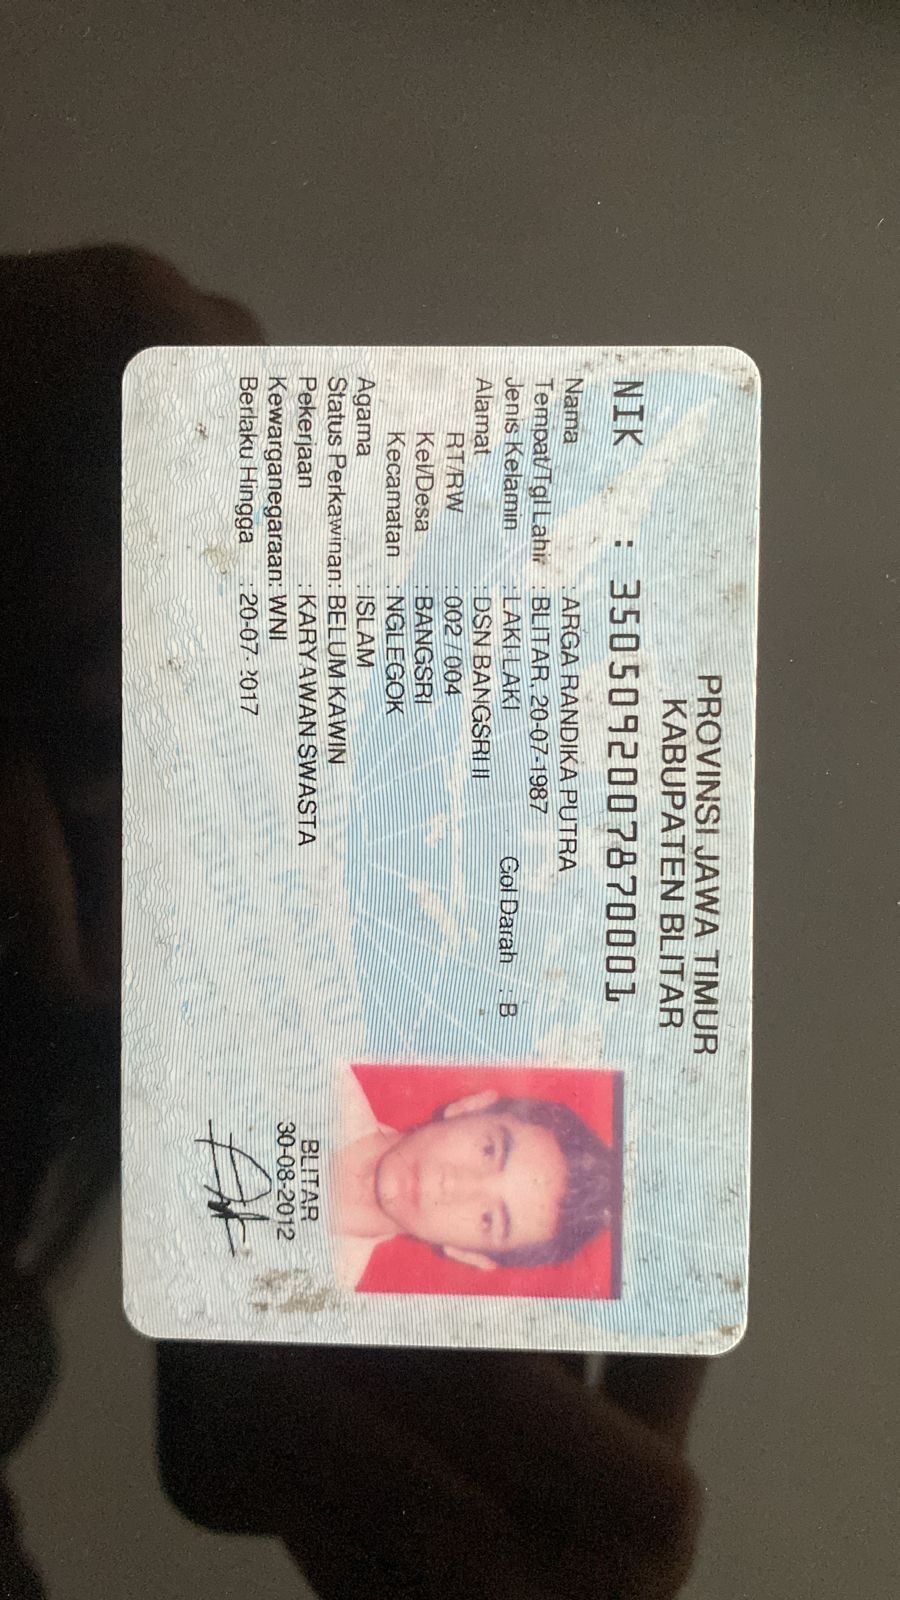 PROVINSI JAWA TIMUR
KABUPATEN BLITAR
NIK : 3505092007870001
Nama : ARGA RANDIKA PUTRA
Tempat/Tgl Lahir : BLITAR, 20-07-1987
Jenis Kelamin : LAKI-LAKI Gol Darah : B
Alamat : DSN BANGSRI II
RT/RW : 002 / 004
Kel/Desa : BANGSRI
Kecamatan : NGLEGOK
Agama : ISLAM
Status Perkawinan: BELUM KAWIN
Pekerjaan : KARYAWAN SWASTA
Kewarganegaraan: WNI
Berlaku Hingga : 20-07-2017
BLITAR
30-08-2012